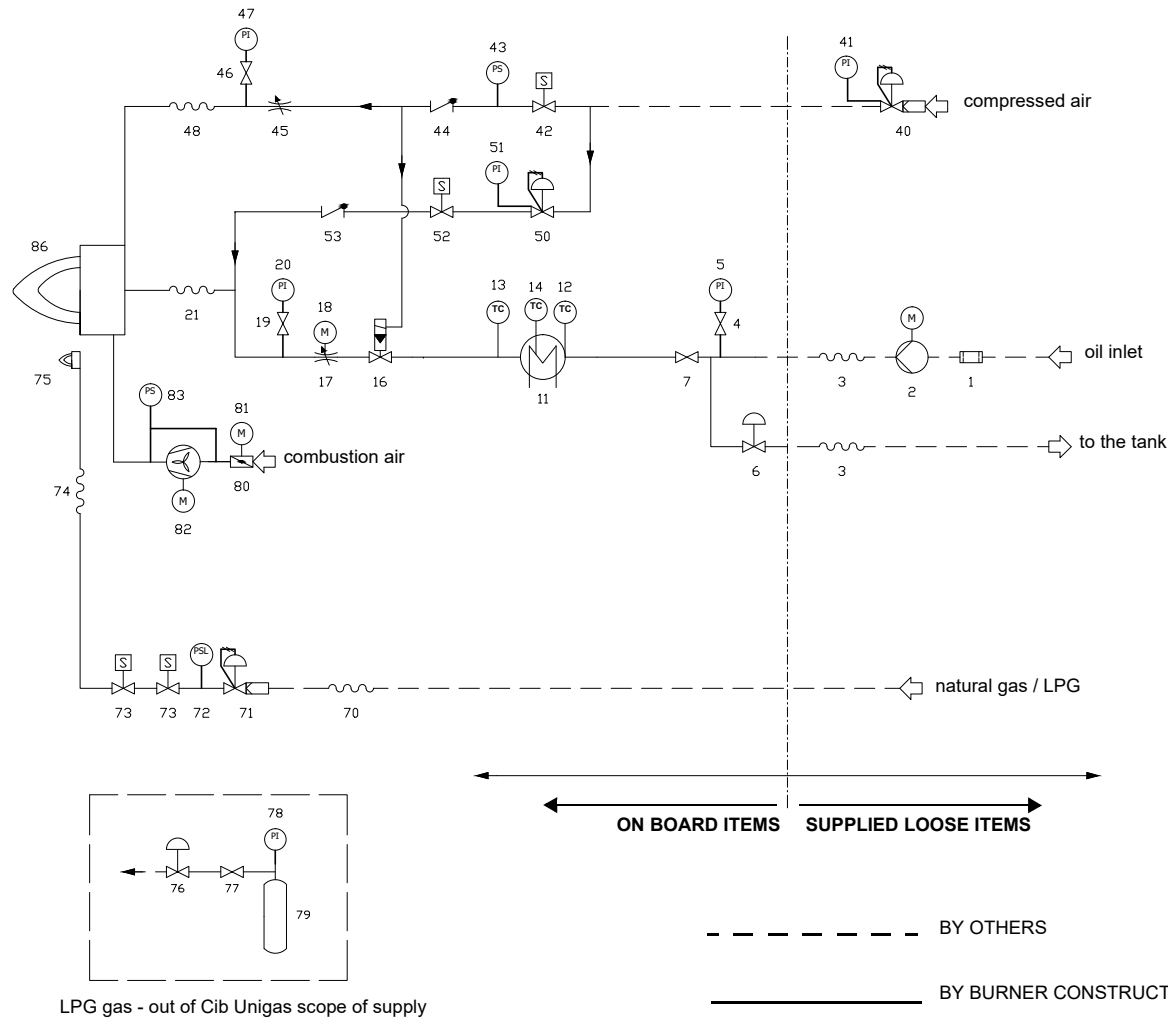 47
PI
46
43
PS
S
41
PI
compressed air
48
45
44
42
40
51
PI
S
53
52
50
86
20
PI
19
18
M
13
TC
14
TC
12
TC
5
PI
4
M
oil inlet
21
17
16
11
7
3
2
1
75
PS
83
81
M
combustion air
80
M
82
to the tank
6
3
74
S
S
PSL
natural gas / LPG
73
73
72
71
70
ON BOARD ITEMS
SUPPLIED LOOSE ITEMS
78
PI
76
77
79
LPG gas - out of Cib Unigas scope of supply
BY OTHERS
BY BURNER CONSTRUCT